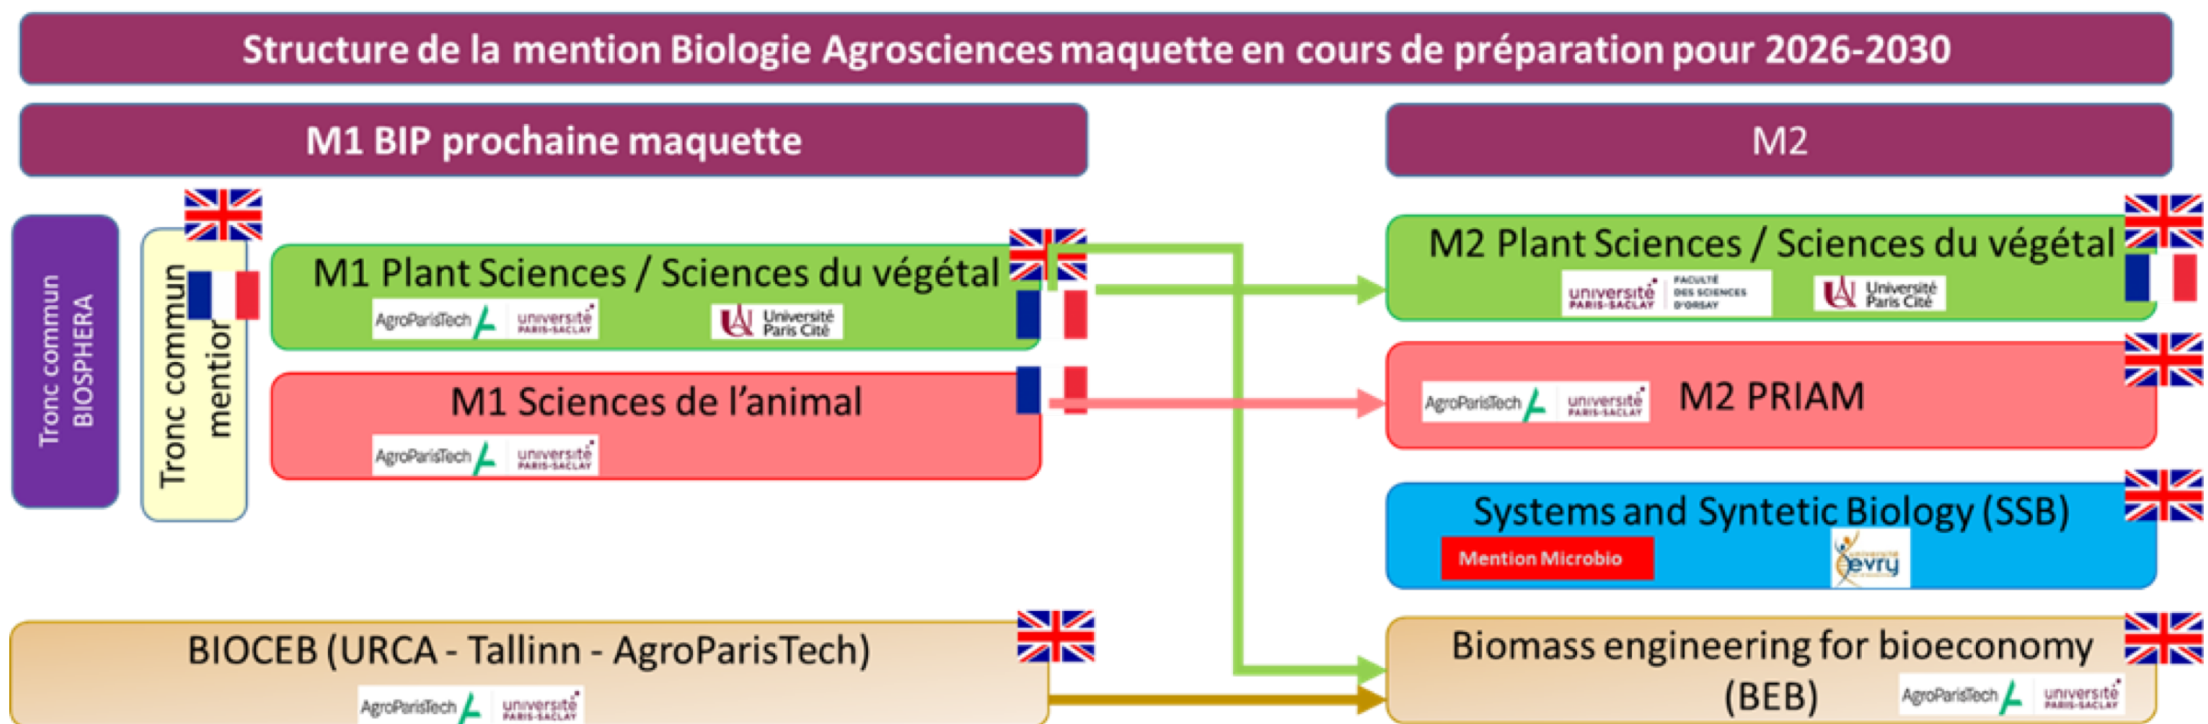 Structure de la mention Biologie Agrosciences maquette en cours de préparation pour 2026-2030
M1 BIP prochaine maquette
M2
Tronc commun
BIOSPHERA
Tronc commun
mention
M1 Plant Sciences / Sciences du végétal
AgroParisTech
université
PARIS-SACLAY
Université
Paris Cité
M1 Sciences de l'animal
AgroParisTech
université
PARIS-SACLAY
BIOCEB (URCA - Tallinn - AgroParisTech)
AgroParisTech
université
PARIS-SACLAY
M2 Plant Sciences / Sciences du végétal
université
PARIS-SACLAY
FACULTÉ
DES SCIENCES
D'ORSAY
Université
Paris Cité
AgroParisTech
université
PARIS-SACLAY
M2 PRIAM
Systems and Syntetic Biology (SSB)
Mention Microbio
université
evry
Biomass engineering for bioeconomy
(BEB)
AgroParisTech
université
PARIS-SACLAY